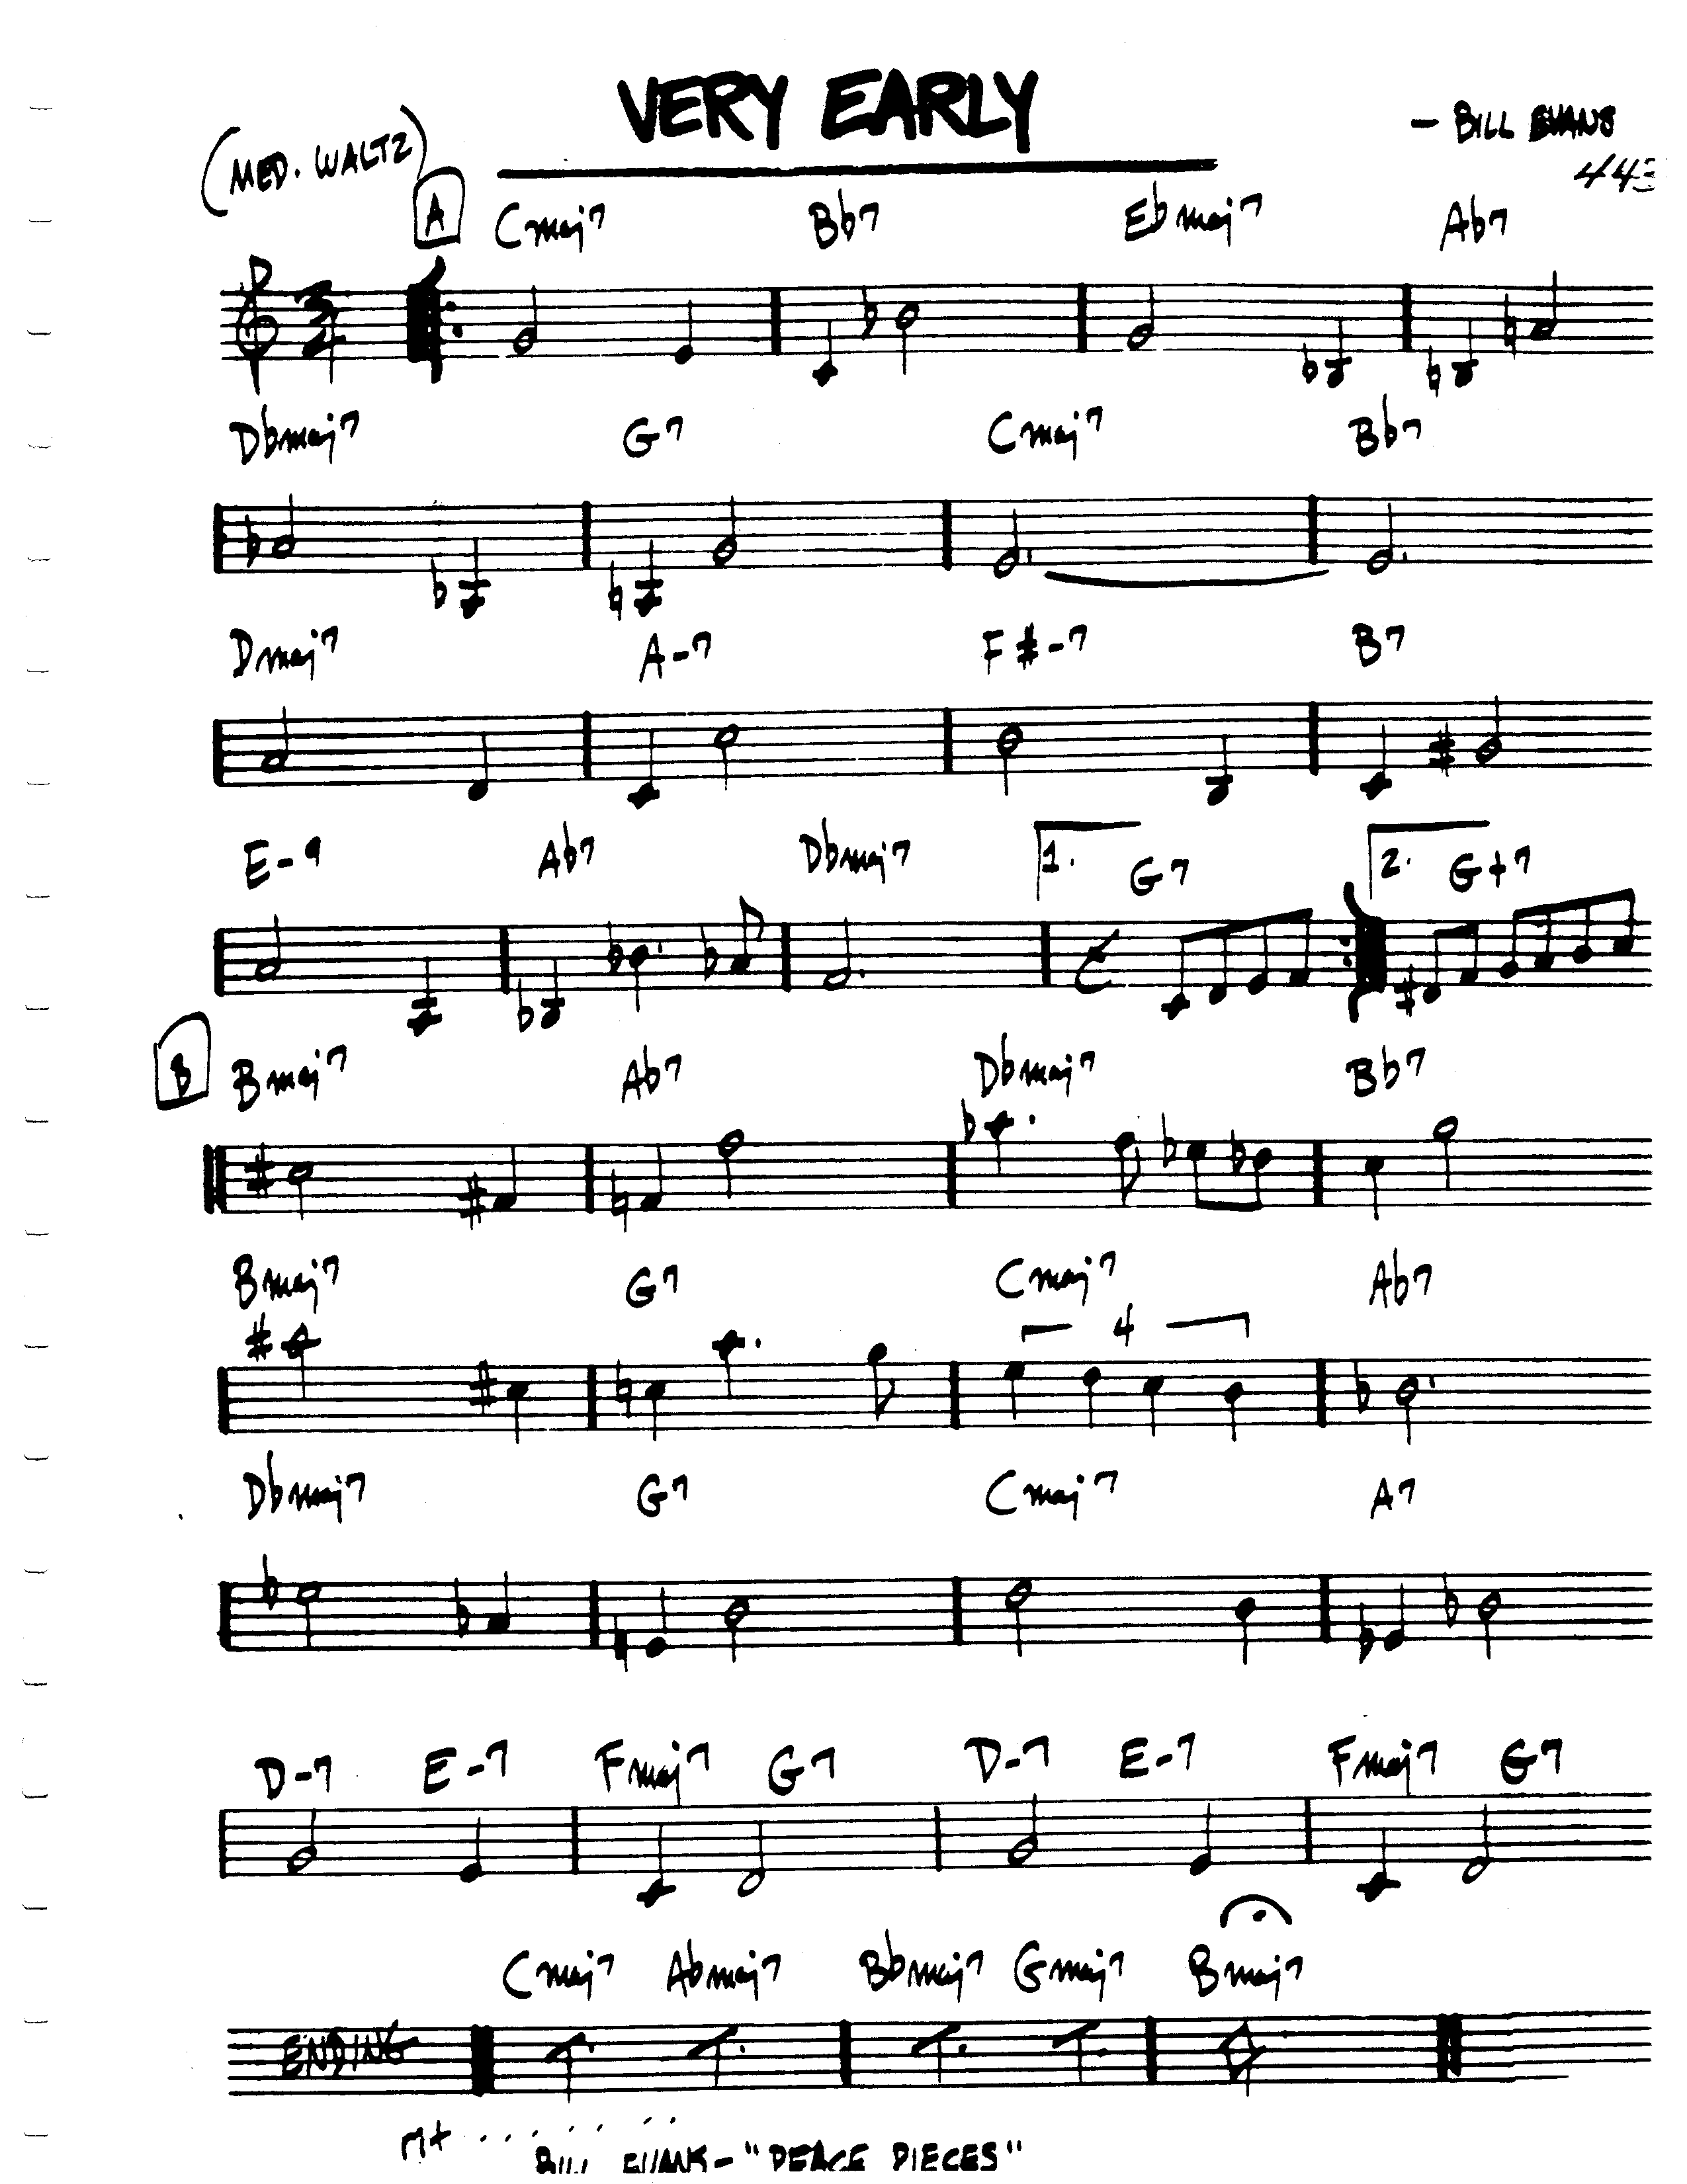 VERY EARLY
(MED. WALTZ)
- BILL EVANS
443
A Cmaj7 Bb7 Ebmaj7 Ab7
3/4
Dbmaj7 G7 Cmaj7 Bb7
Dmaj7 A-7 F#-7 B7
E-9 Ab7 Dbmaj7 1. G7 2. G+7
B Bmaj7 Ab7 Dbmaj7 Bb7
Bmaj7 G7 Cmaj7 Ab7
4
Dbmaj7 G7 Cmaj7 A7
D-7 E-7 Fmaj7 G7 D-7 E-7 Fmaj7 G7
Cmaj7 Abmaj7 Bbmaj7 Gmaj7 Bmaj7
ENDING
BILL EVANS - "PEACE PIECES"